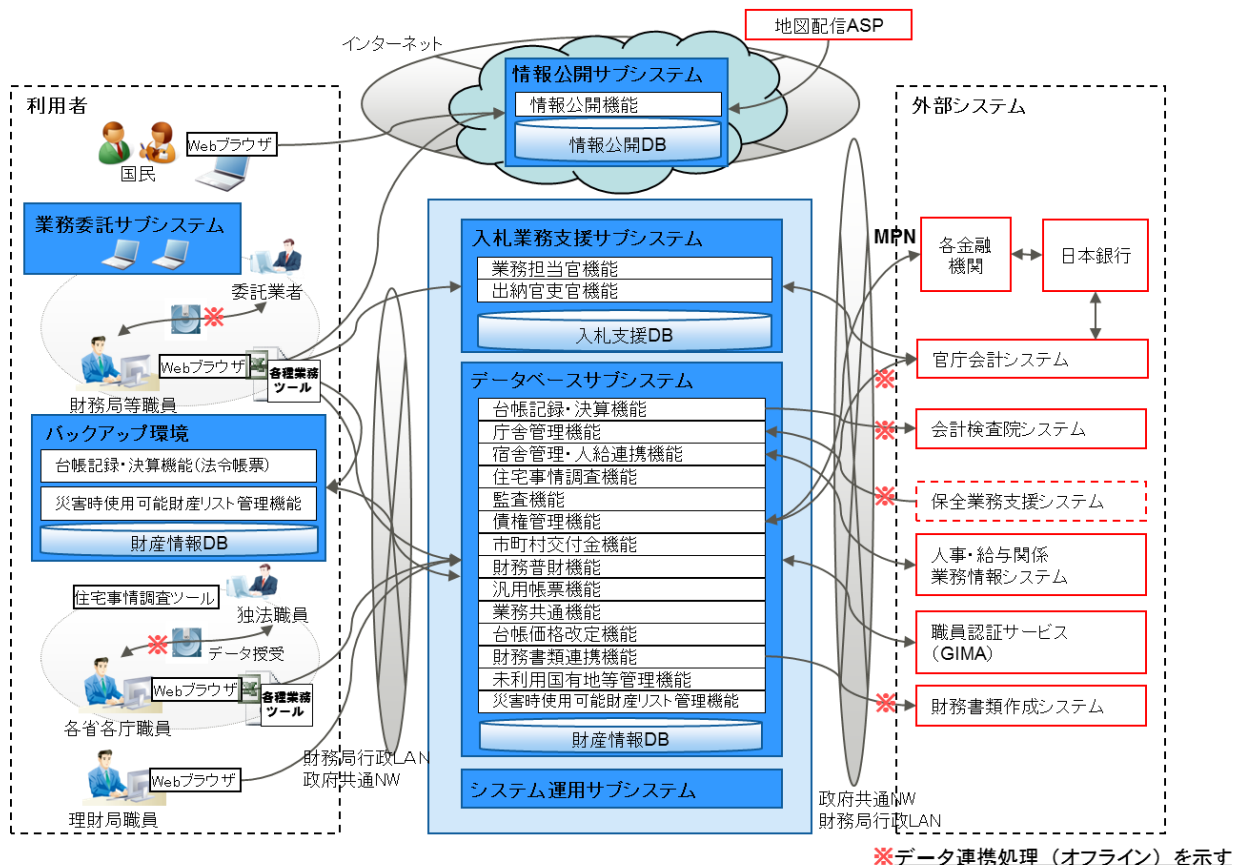 地図配信ASP
インターネット
情報公開サブシステム
情報公開機能
情報公開DB
利用者
Webブラウザ
国民
業務委託サブシステム
委託業者
※
Webブラウザ
各種業務
ツール
財務局等職員
バックアップ環境
台帳記録・決算機能(法令帳票)
災害時使用可能財産リスト管理機能
財産情報DB
住宅事情調査ツール
独法職員
※
データ授受
Webブラウザ
各種業務
ツール
各省各庁職員
Webブラウザ
理財局職員
財務局行政LAN
政府共通NW
入札業務支援サブシステム
業務担当官機能
出納官吏官機能
入札支援DB
データベースサブシステム
台帳記録・決算機能
庁舎管理機能
宿舎管理・人給連携機能
住宅事情調査機能
監査機能
債権管理機能
市町村交付金機能
財務普財機能
汎用帳票機能
業務共通機能
台帳価格改定機能
財務書類連携機能
未利用国有地等管理機能
災害時使用可能財産リスト管理機能
財産情報DB
システム運用サブシステム
政府共通NW
財務局行政LAN
外部システム
MPN
各金融
機関
日本銀行
官庁会計システム
※
会計検査院システム
※
保全業務支援システム
※
人事・給与関係
業務情報システム
※
職員認証サービス
（GIMA）
財務書類作成システム
※
※データ連携処理（オフライン）を示す